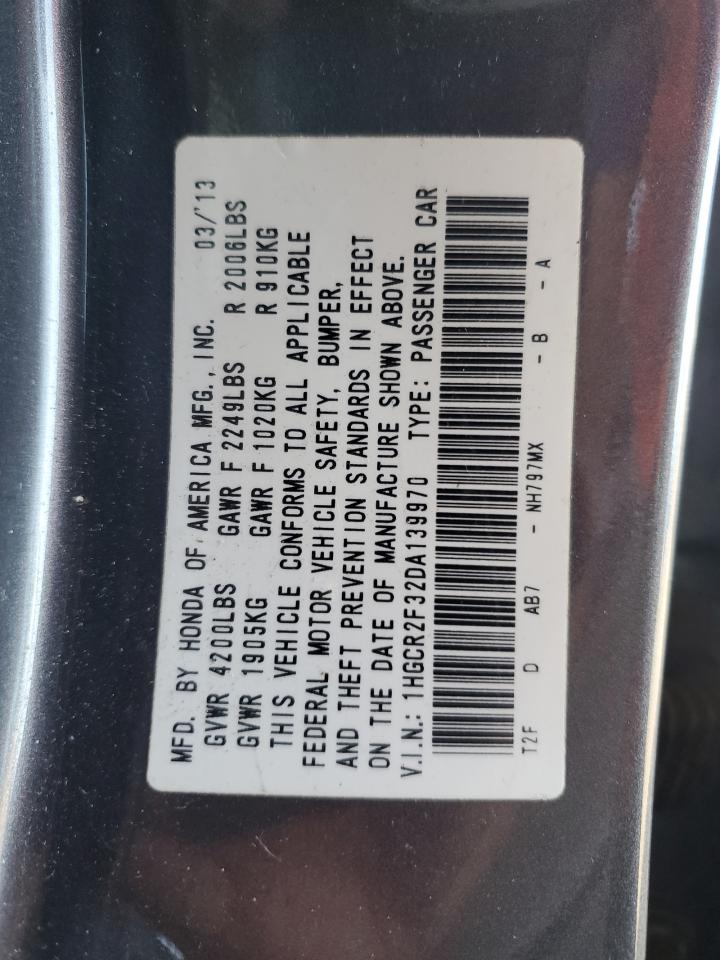 MFD. BY HONDA OF AMERICA MFG., INC. 03/'13
GVWR 4200LBS GAWR F 2249LBS R 2006LBS
GVWR 1905KG GAWR F 1020KG R 910KG
THIS VEHICLE CONFORMS TO ALL APPLICABLE
FEDERAL MOTOR VEHICLE SAFETY, BUMPER,
AND THEFT PREVENTION STANDARDS IN EFFECT
ON THE DATE OF MANUFACTURE SHOWN ABOVE.
V.I.N.: 1HGCR2F32DA139970 TYPE: PASSENGER CAR
T2F D AB7 - NH797MX - B - A